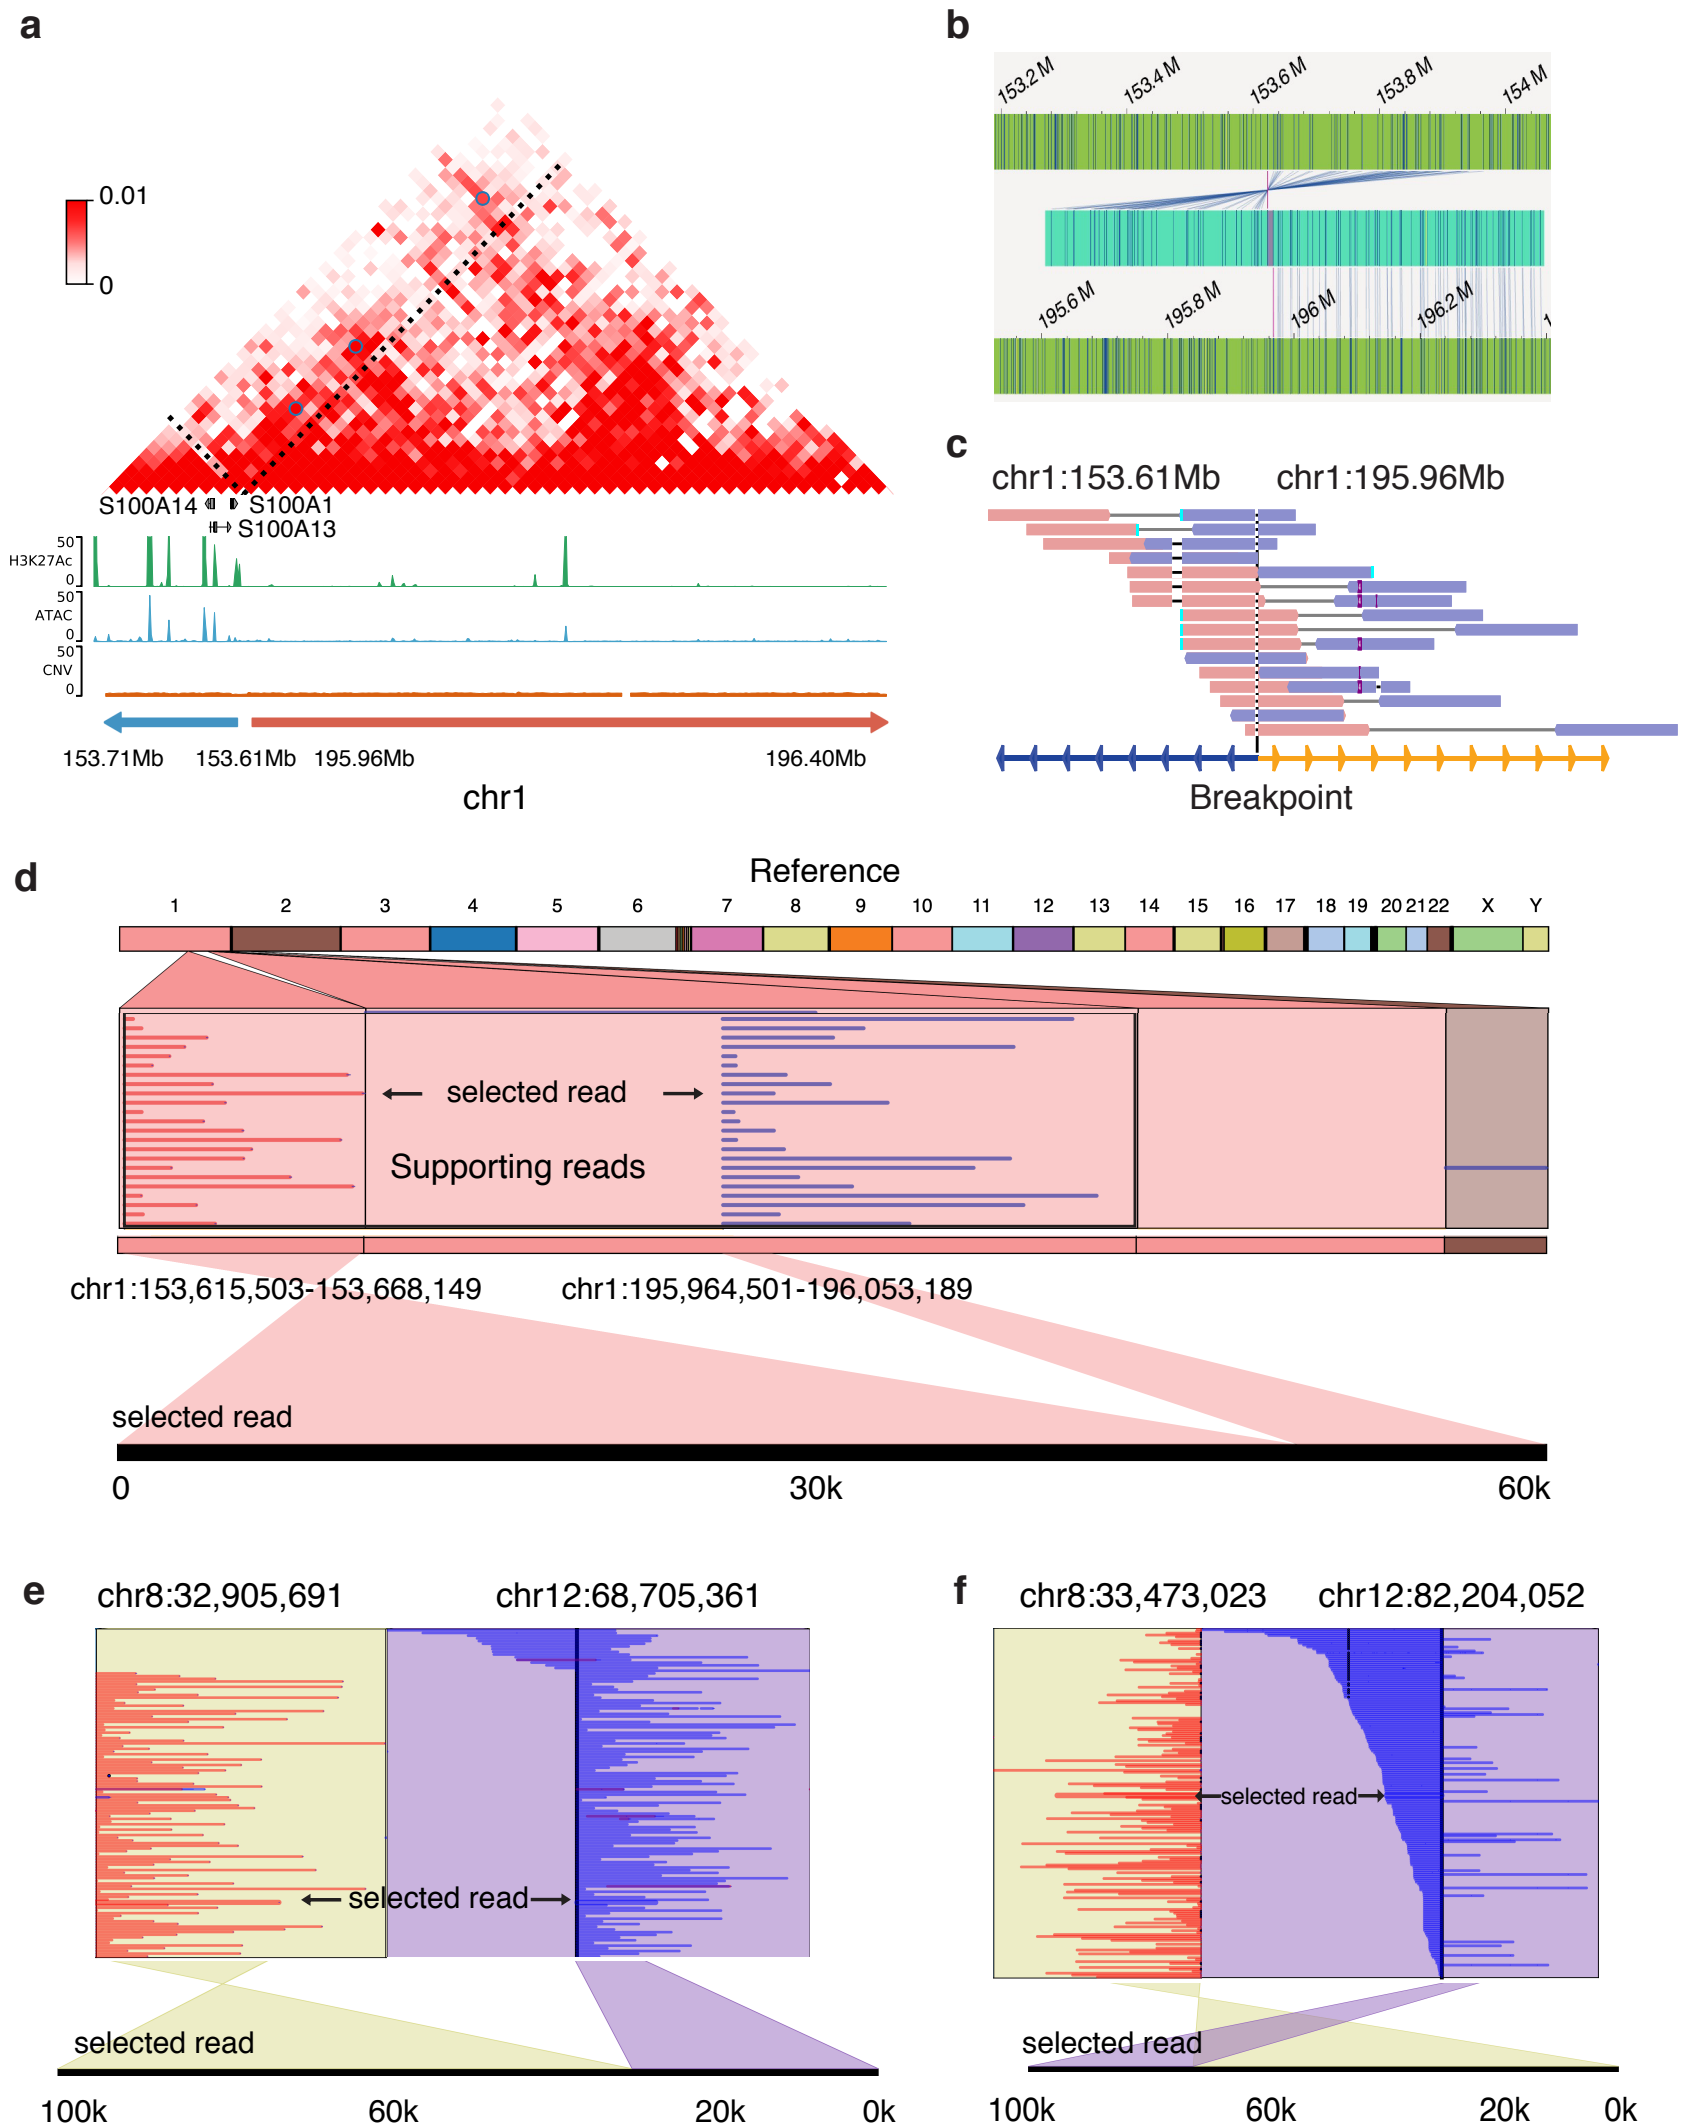 a
0.01
0
S100A14
S100A1
S100A13
50
H3K27Ac
0
50
ATAC
0
50
CNV
0
153.71Mb 153.61Mb 195.96Mb 196.40Mb
chr1
b
153.2 M 153.4 M 153.6 M 153.8 M 154 M
195.6 M 195.8 M 196 M 196.2 M 1
c
chr1:153.61Mb chr1:195.96Mb
Breakpoint
d
Reference
1 2 3 4 5 6 7 8 9 10 11 12 13 14 15 16 17 18 19 20 21 22 X Y
selected read
Supporting reads
chr1:153,615,503-153,668,149 chr1:195,964,501-196,053,189
selected read
0 30k 60k
e
chr8:32,905,691 chr12:68,705,361
selected read
selected read
100k 60k 20k 0k
f
chr8:33,473,023 chr12:82,204,052
selected read
selected read
100k 60k 20k 0k